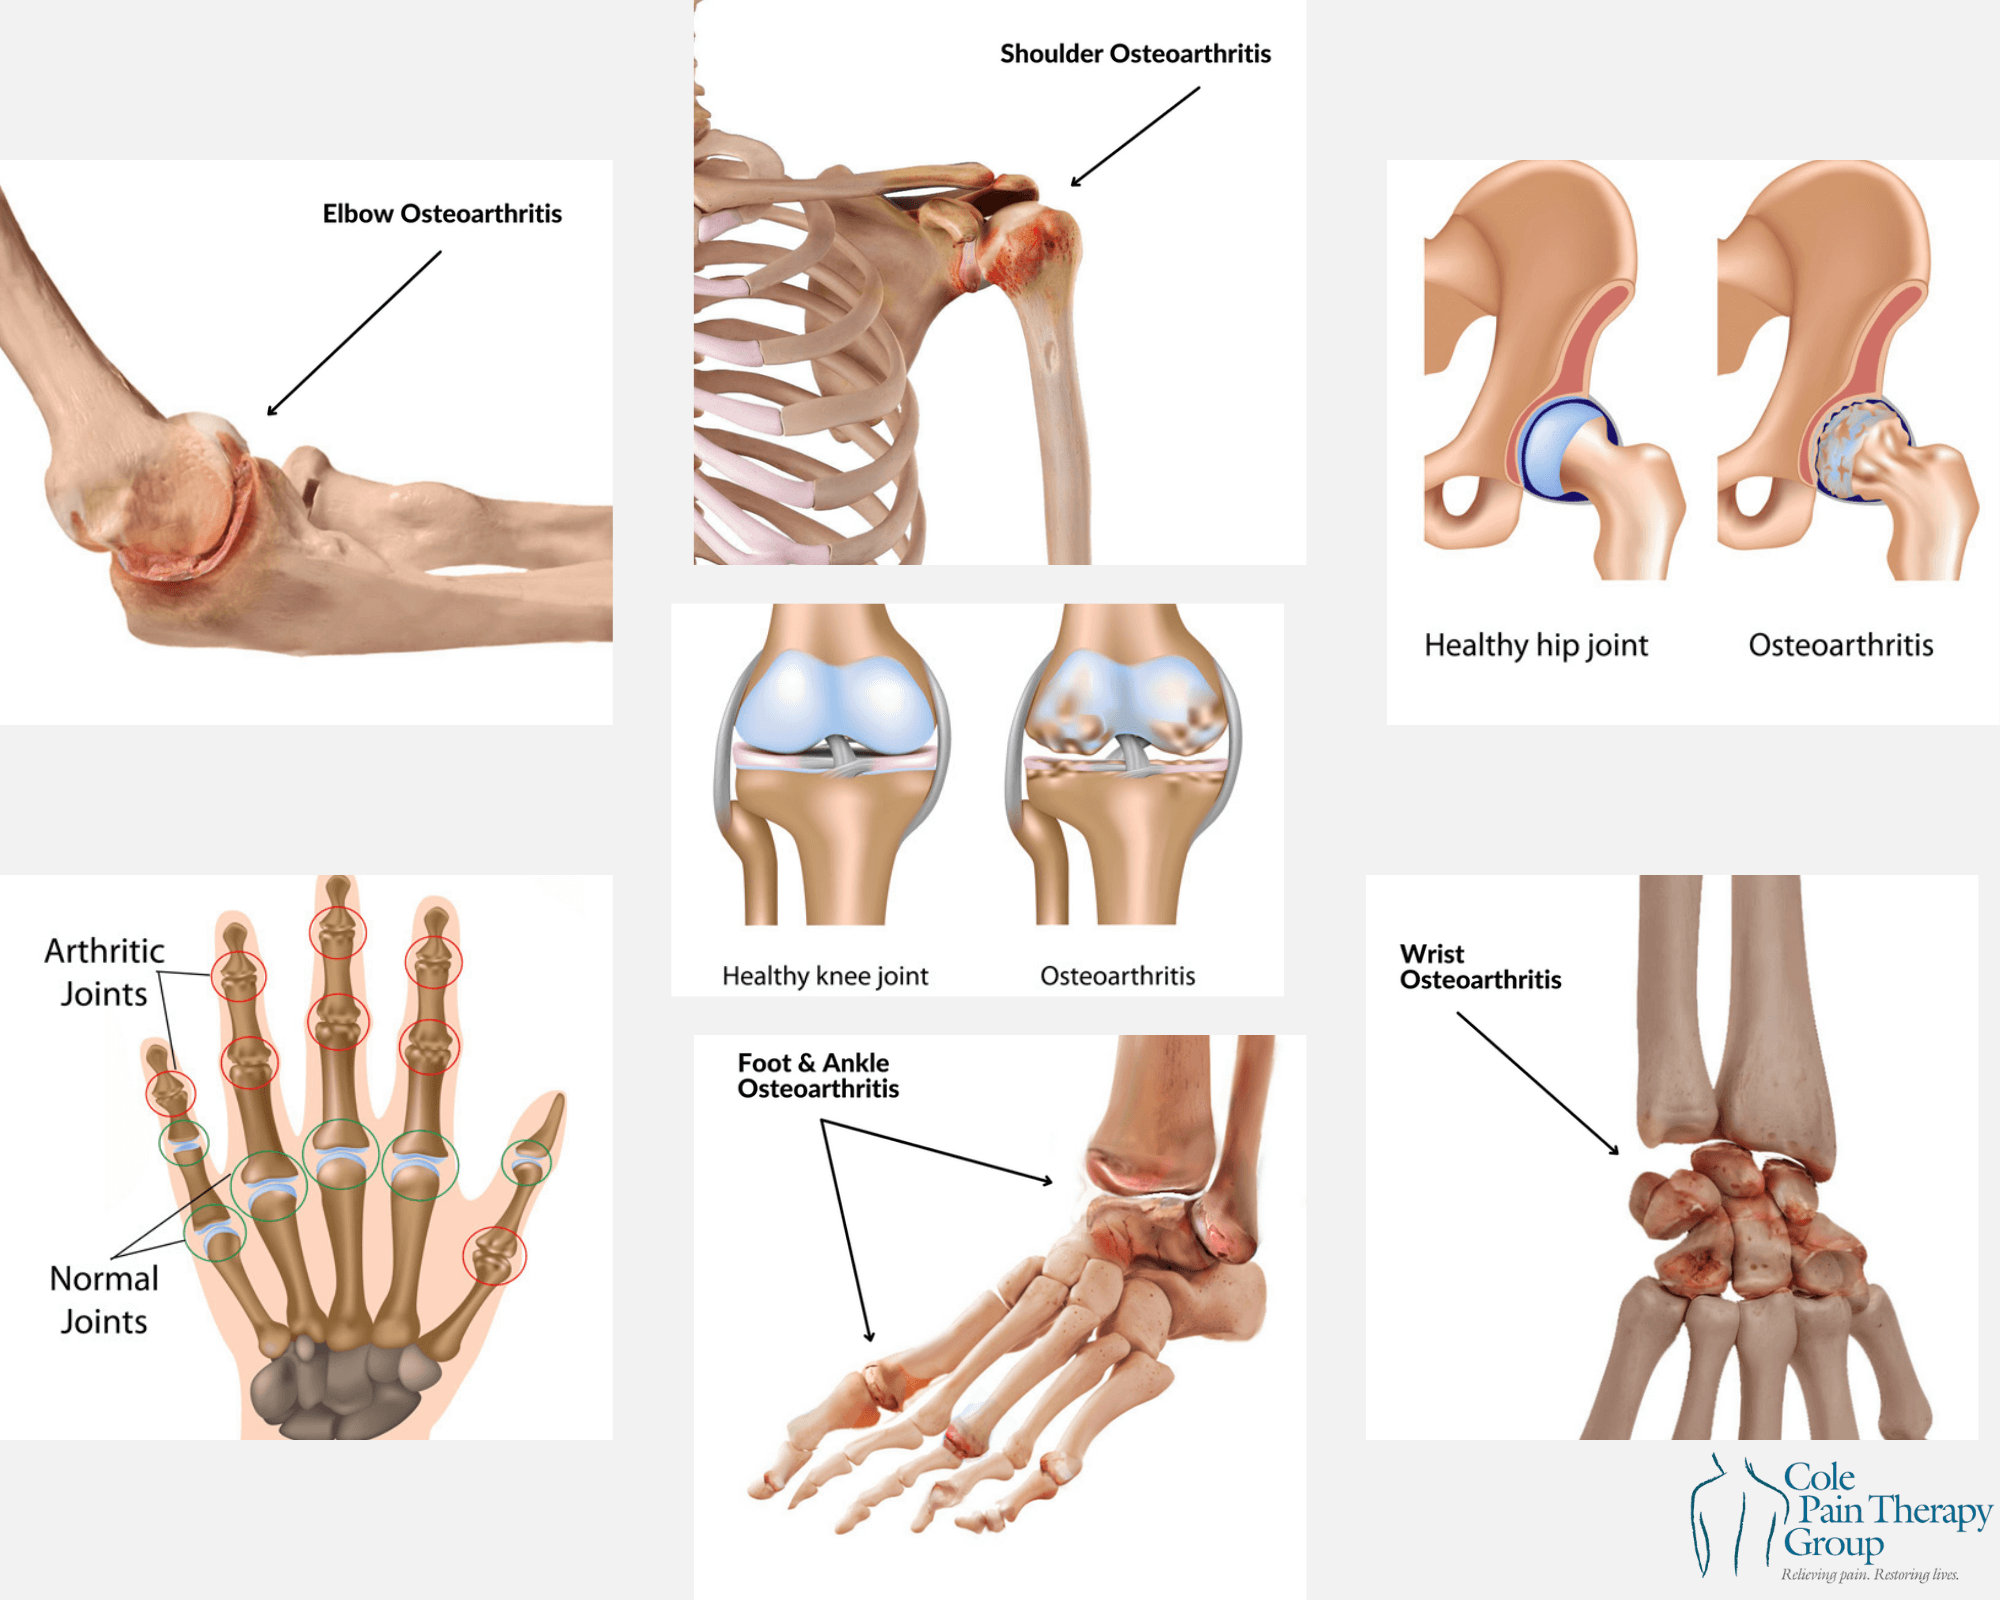 Shoulder Osteoarthritis
Elbow Osteoarthritis
Healthy hip joint
Osteoarthritis
Healthy knee joint
Osteoarthritis
Arthritic
Joints
Normal
Joints
Foot & Ankle
Osteoarthritis
Wrist
Osteoarthritis
Cole
Pain Therapy
Group
Relieving pain. Restoring lives.